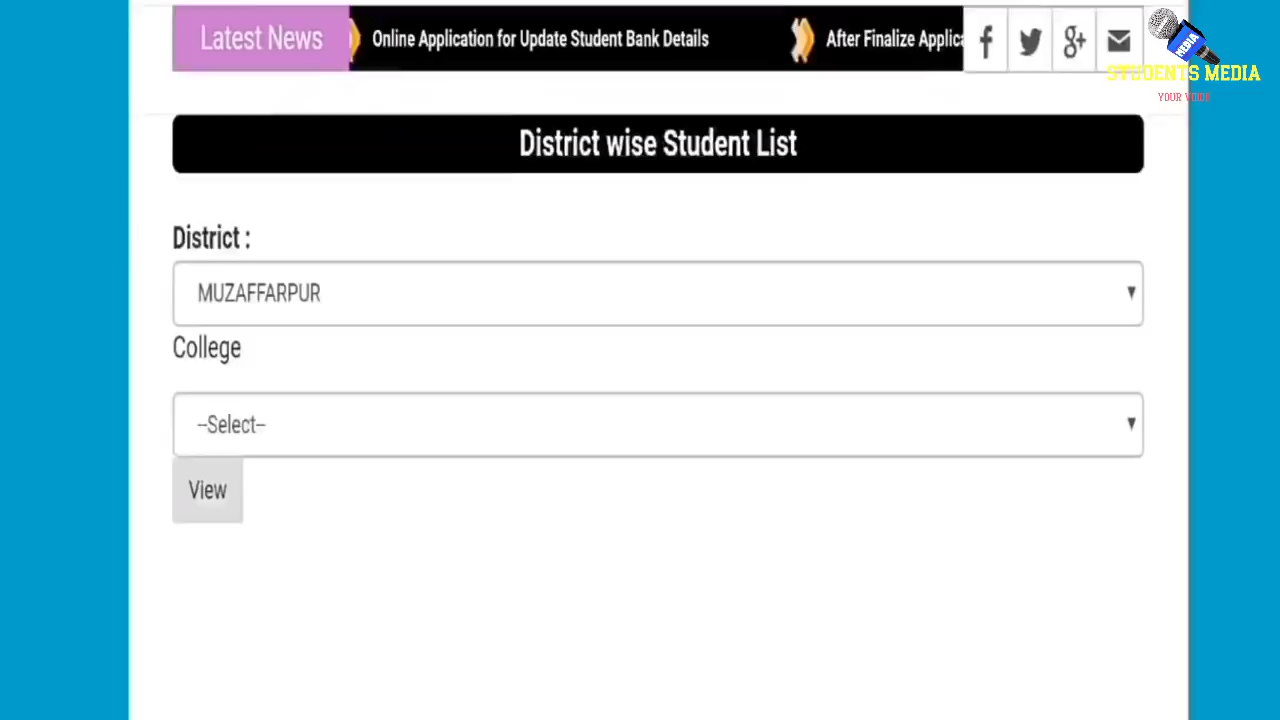 Latest News
Online Application for Update Student Bank Details
After Finalize Applica
MEDIA
STUDENTS MEDIA
YOUR VOICE
District wise Student List
District :
MUZAFFARPUR
College
--Select--
View